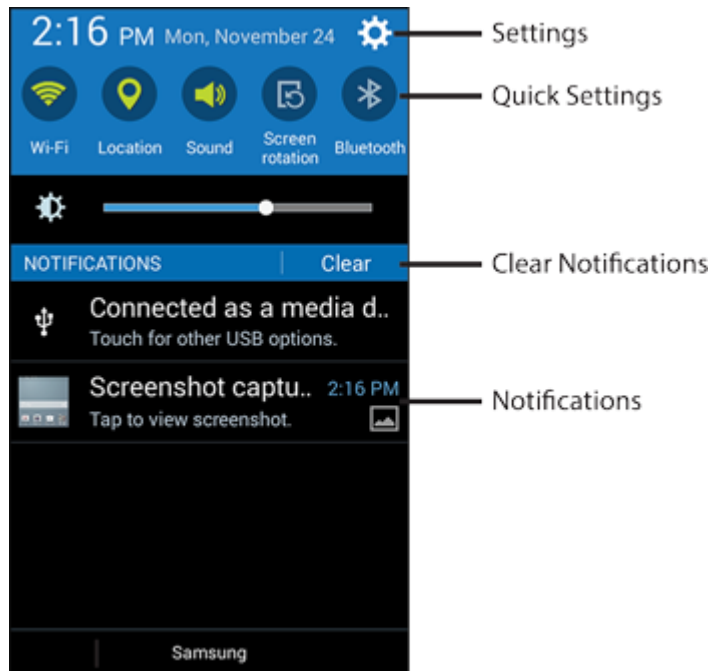 2:16 PM Mon, November 24
Settings
Quick Settings
Wi-Fi Location Sound Screen rotation Bluetooth
NOTIFICATIONS Clear
Clear Notifications
Connected as a media d..
Touch for other USB options.
Screenshot captu.. 2:16 PM
Tap to view screenshot.
Notifications
Samsung